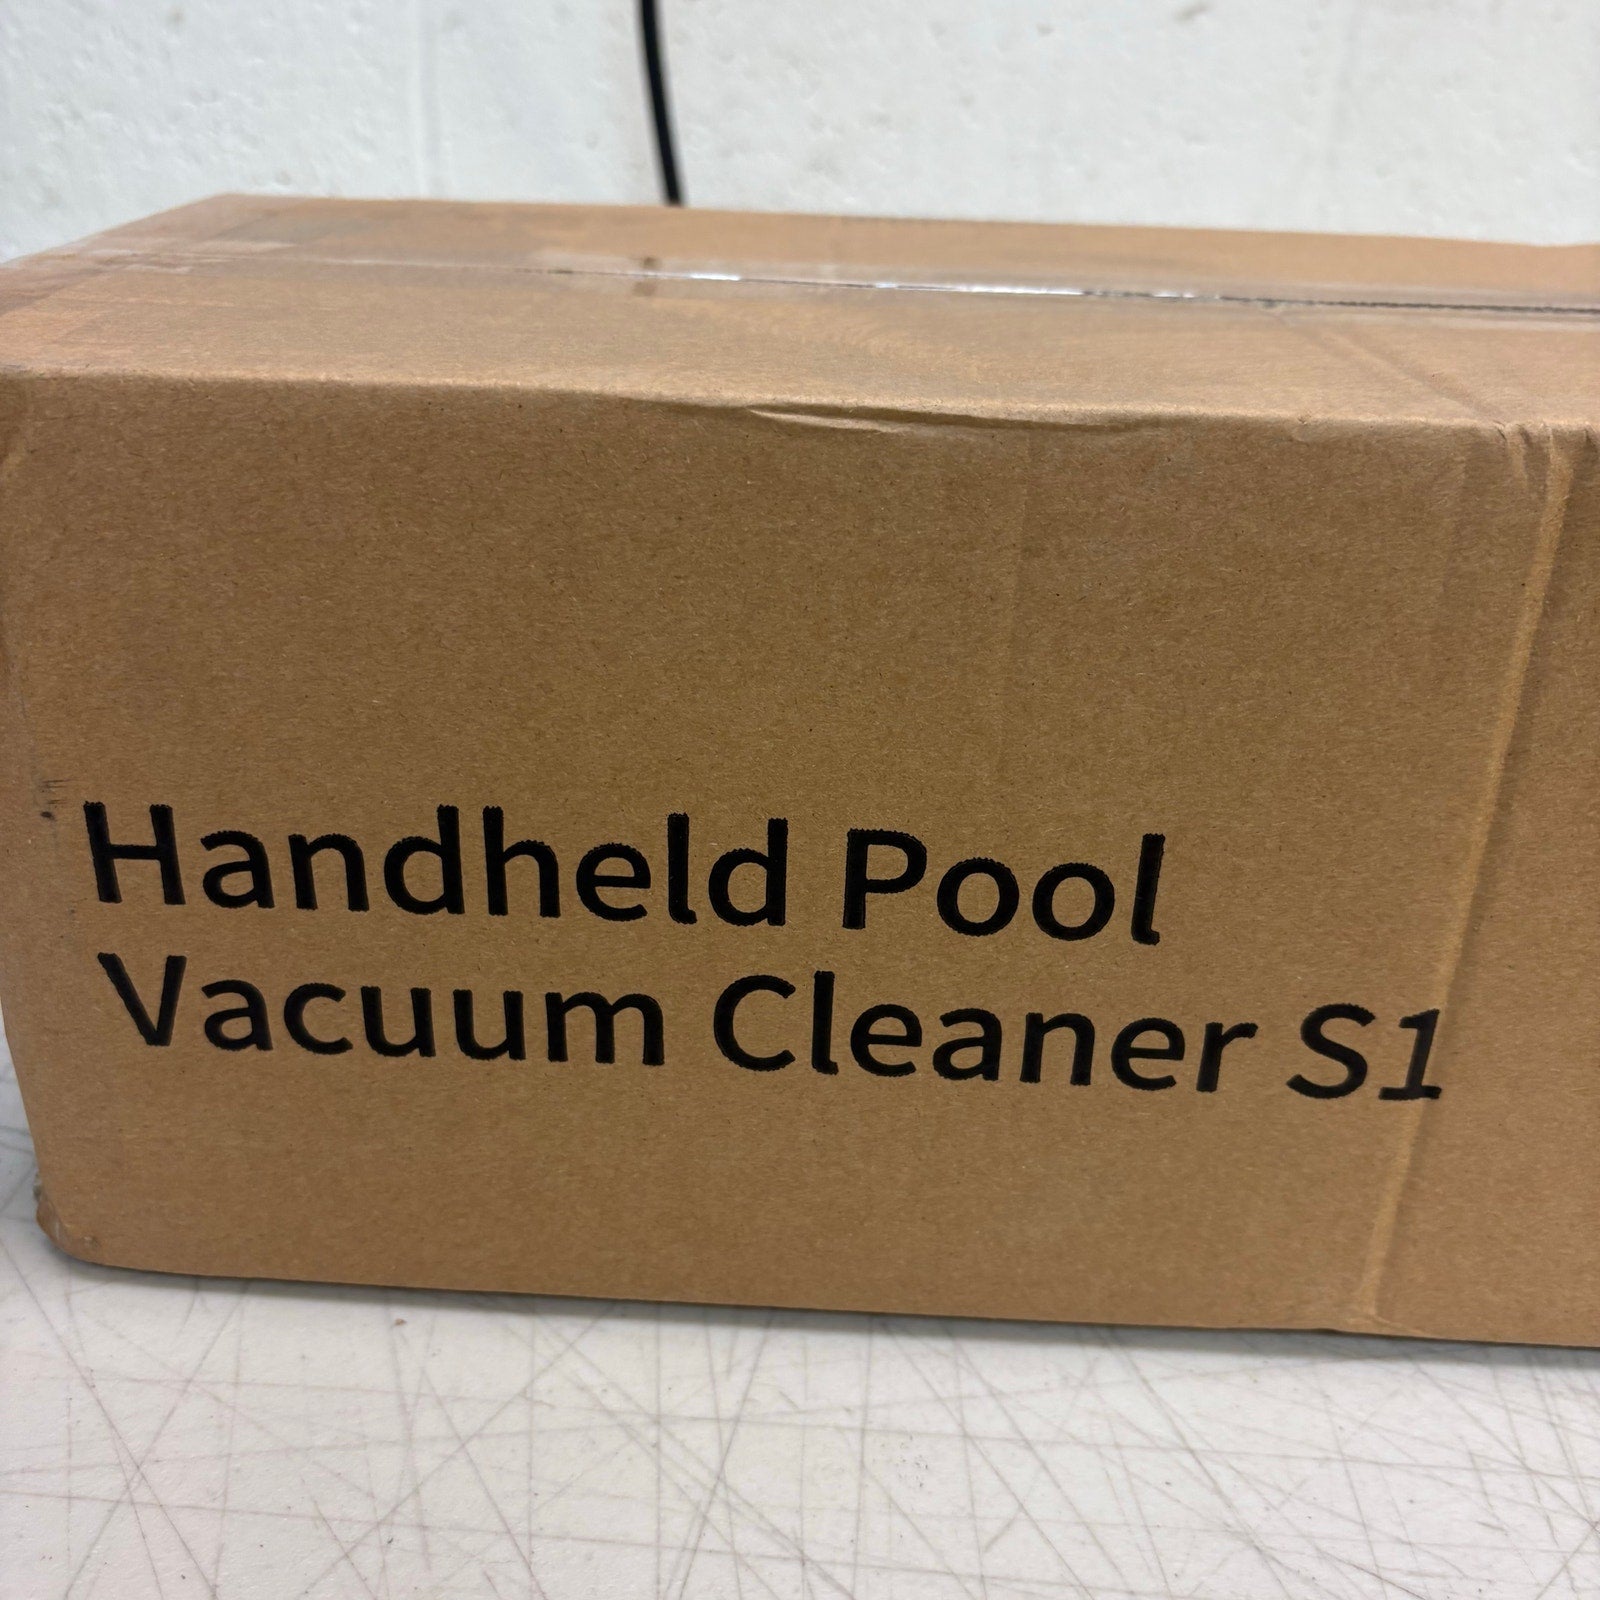 Handheld Pool
Vacuum Cleaner S1